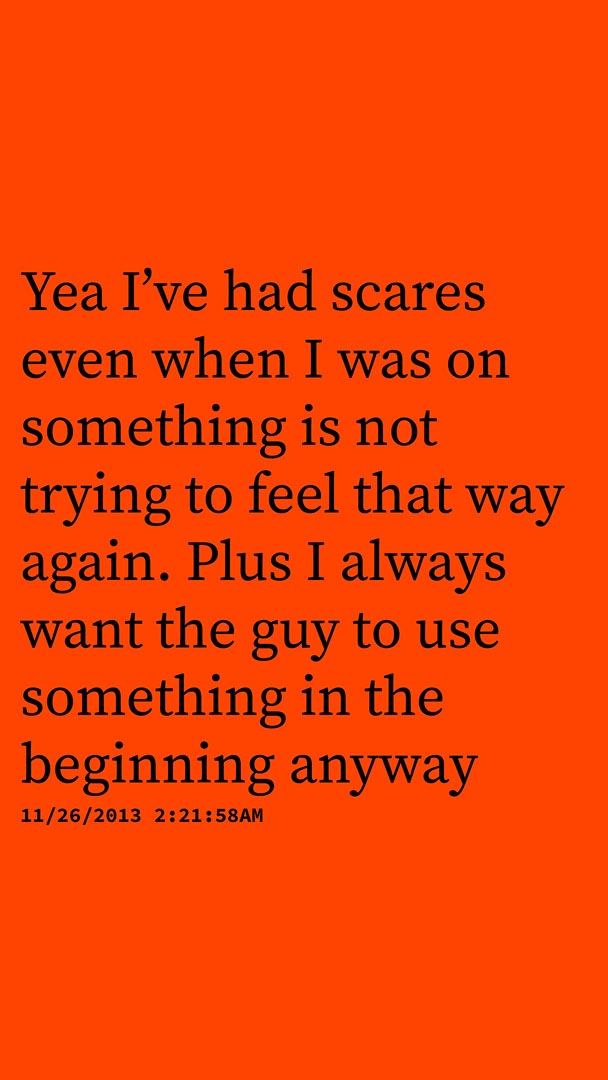 Yea I’ve had scares
even when I was on
something is not
trying to feel that way
again. Plus I always
want the guy to use
something in the
beginning anyway
11/26/2013 2:21:58AM